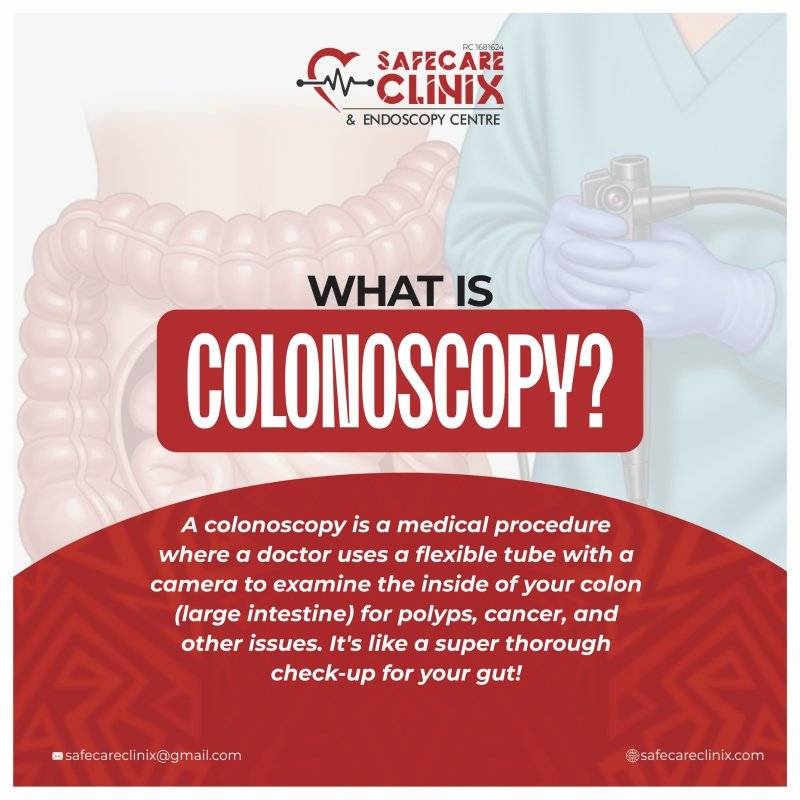 RC 1681624
SAFECARE
CLINIX
& ENDOSCOPY CENTRE
WHAT IS
COLONOSCOPY?
A colonoscopy is a medical procedure
where a doctor uses a flexible tube with a
camera to examine the inside of your colon
(large intestine) for polyps, cancer, and
other issues. It's like a super thorough
check-up for your gut!
safecareclinix@gmail.com
safecareclinix.com